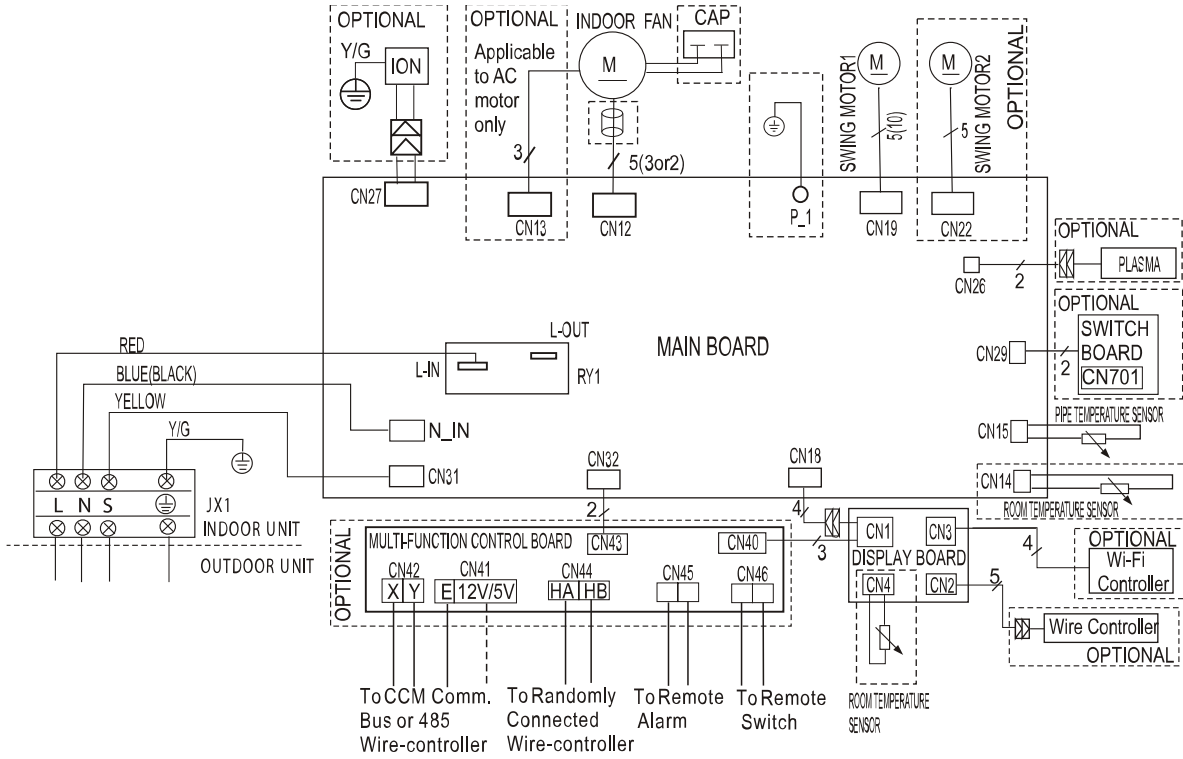 OPTIONAL
Y/G
ION
CN27
OPTIONAL
Applicable
to AC
motor
only
3
CN13
INDOOR FAN
M
CAP
5(3or2)
CN12
P_1
SWING MOTOR1
M
5(10)
CN19
SWING MOTOR2
M
5
OPTIONAL
CN22
OPTIONAL
PLASMA
CN26
2
OPTIONAL
SWITCH
BOARD
CN701
CN29
2
PIPE TEMPERATURE SENSOR
CN15
CN14
ROOM TEMPERATURE SENSOR
MAIN BOARD
L-OUT
L-IN
RY1
RED
BLUE(BLACK)
YELLOW
Y/G
N_IN
CN31
L N S
JX1
INDOOR UNIT
OUTDOOR UNIT
CN32
2
CN18
4
OPTIONAL
MULTI-FUNCTION CONTROL BOARD
CN43
CN40
3
CN42
X Y
CN41
E 12V/5V
CN44
HA HB
CN45
CN46
To CCM Comm.
Bus or 485
Wire-controller
To Randomly
Connected
Wire-controller
To Remote
Alarm
To Remote
Switch
CN1
CN3
DISPLAY BOARD
CN4
CN2
ROOM TEMPERATURE
SENSOR
4
OPTIONAL
Wi-Fi
Controller
5
Wire Controller
OPTIONAL